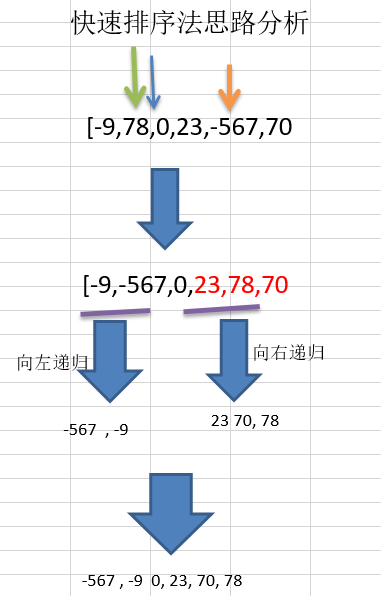 快速排序法思路分析
[-9,78,0,23,-567,70
[-9,-567,0,23,78,70
向左递归
向右递归
-567 , -9
23 70, 78
-567 , -9 0, 23, 70, 78